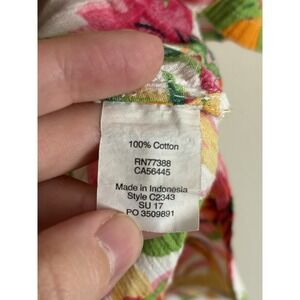 100% Cotton
RN77388
CA56445
Made in Indonesia
Style C2343
SU 17
PO 3509891